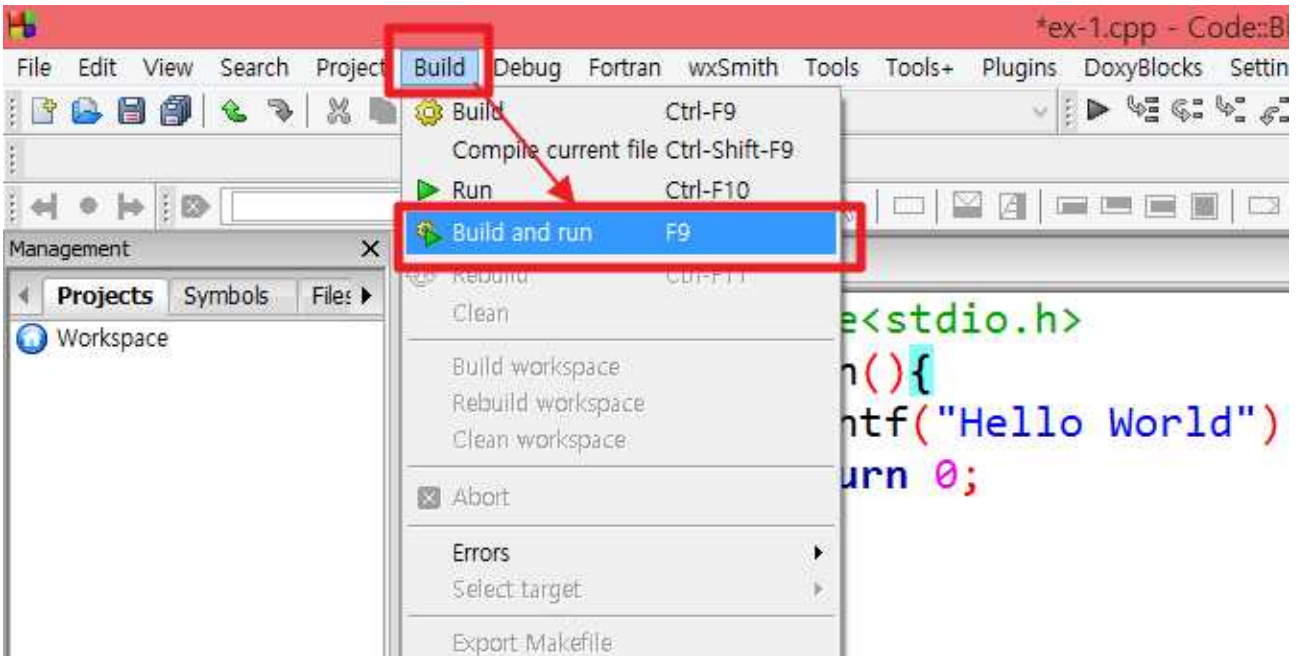 *ex-1.cpp - Code::Bl
File Edit View Search Project Build Debug Fortran wxSmith Tools Tools+ Plugins DoxyBlocks Settin
Build Ctrl-F9
Compile current file Ctrl-Shift-F9
Run Ctrl-F10
Build and run F9
Rebuild Ctrl-F11
Clean
Build workspace
Rebuild workspace
Clean workspace
Abort
Errors
Select target
Export Makefile
Management
Projects Symbols Files
Workspace
e<stdio.h>
n(){
ntf("Hello World")
urn 0;